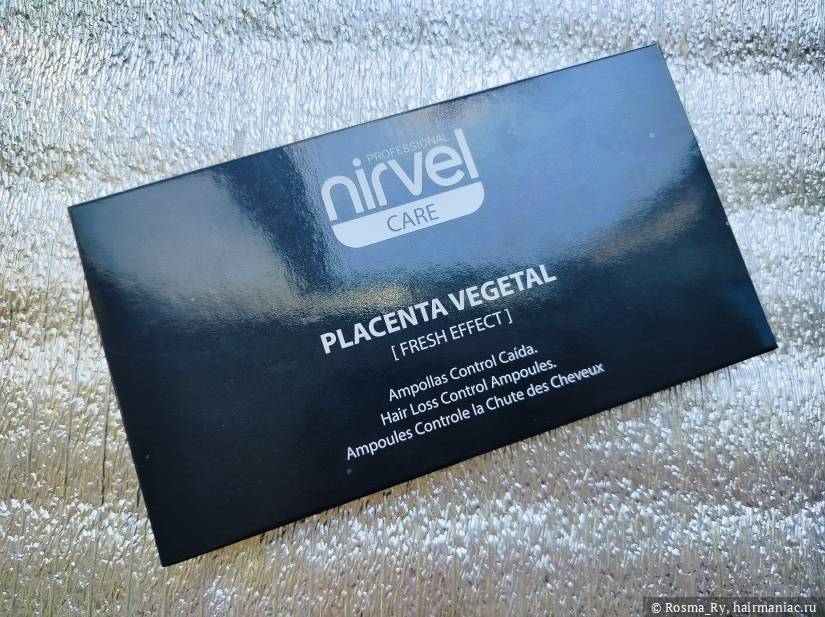 PROFESSIONAL
nirvel
CARE
PLACENTA VEGETAL
[ FRESH EFFECT ]
Ampollas Control Caída.
Hair Loss Control Ampoules.
Ampoules Controle la Chute des Cheveux
© Rosma_Ry, hairmaniac.ru